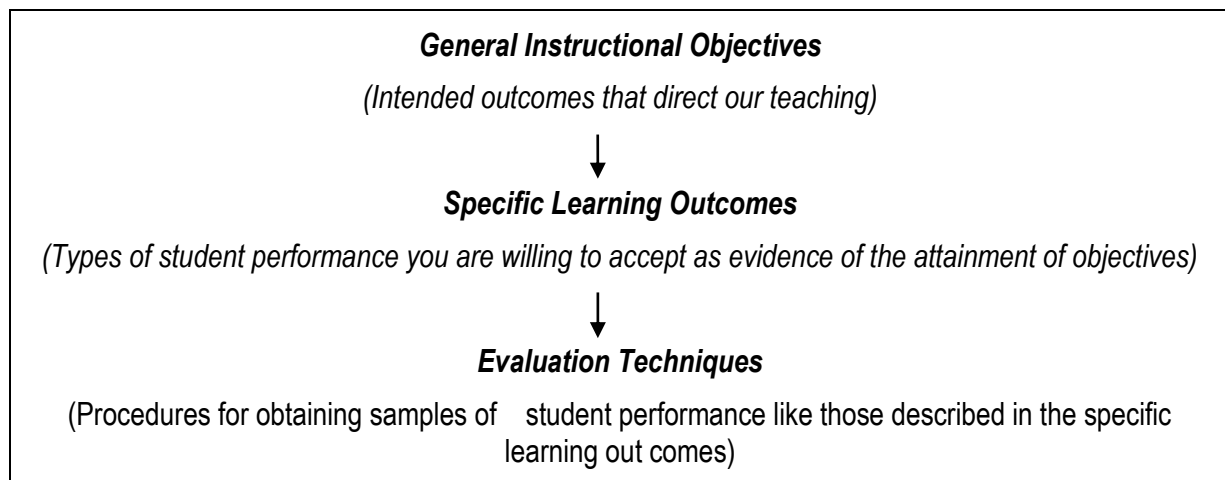 General Instructional Objectives
(Intended outcomes that direct our teaching)
Specific Learning Outcomes
(Types of student performance you are willing to accept as evidence of the attainment of objectives)
Evaluation Techniques
(Procedures for obtaining samples of student performance like those described in the specific
learning out comes)